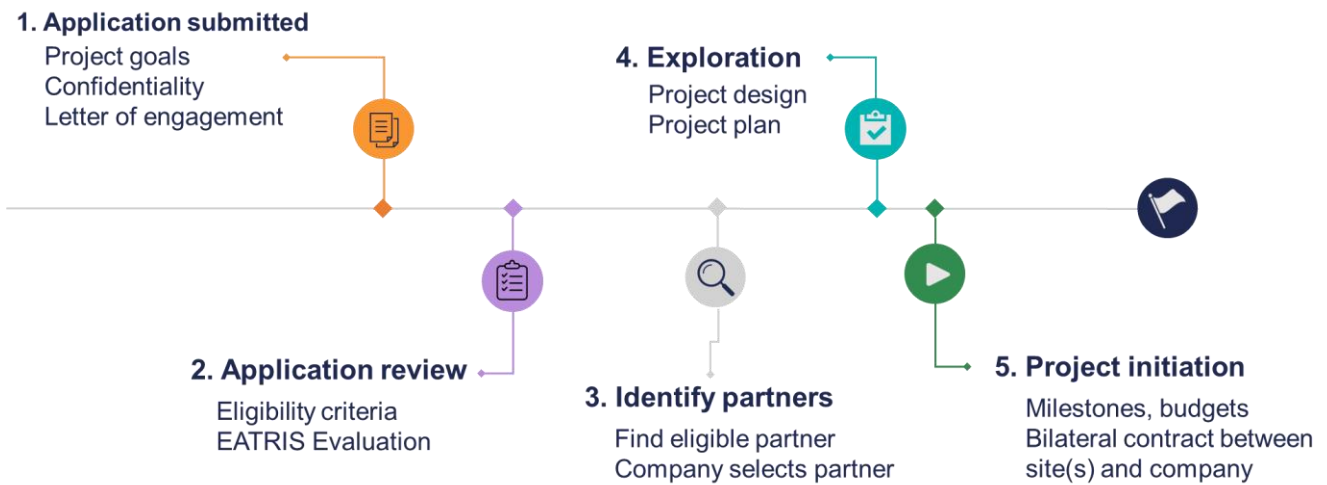 1. Application submitted
Project goals
Confidentiality
Letter of engagement
2. Application review
Eligibility criteria
EATRIS Evaluation
3. Identify partners
Find eligible partner
Company selects partner
4. Exploration
Project design
Project plan
5. Project initiation
Milestones, budgets
Bilateral contract between
site(s) and company